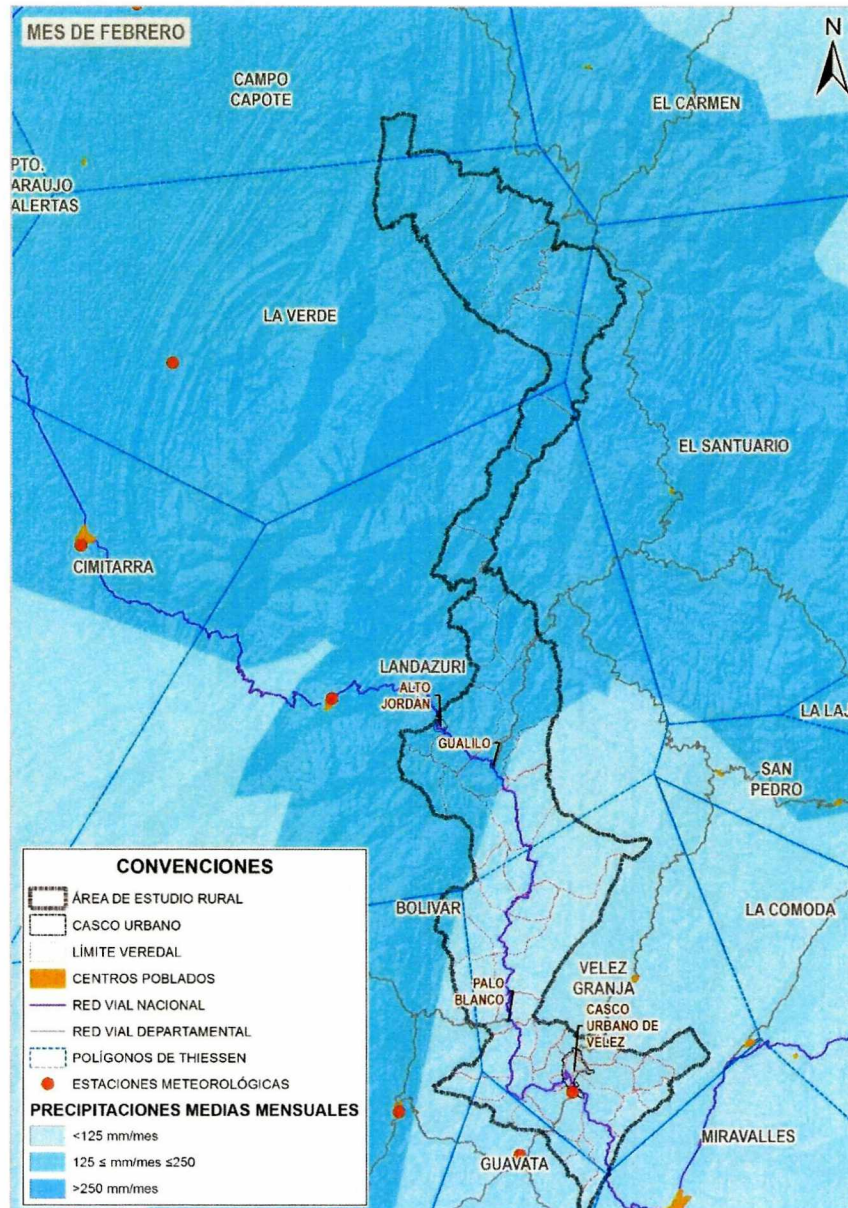 MES DE FEBRERO
N
CAMPO
CAPOTE
EL CARMEN
PTO.
ARAUJO
ALERTAS
LA VERDE
EL SANTUARIO
CIMITARRA
LANDAZURI
ALTO
JORDÁN
LA LAJ
GUALILO
SAN
PEDRO
BOLIVAR
LA COMODA
PALO
BLANCO
VELEZ
GRANJA
CASCO
URBANO DE
VELEZ
MIRAVALLES
GUAVATA
CONVENCIONES
ÁREA DE ESTUDIO RURAL
CASCO URBANO
LÍMITE VEREDAL
CENTROS POBLADOS
RED VIAL NACIONAL
RED VIAL DEPARTAMENTAL
POLÍGONOS DE THIESSEN
ESTACIONES METEOROLÓGICAS
PRECIPITACIONES MEDIAS MENSUALES
<125 mm/mes
125 ≤ mm/mes ≤250
>250 mm/mes